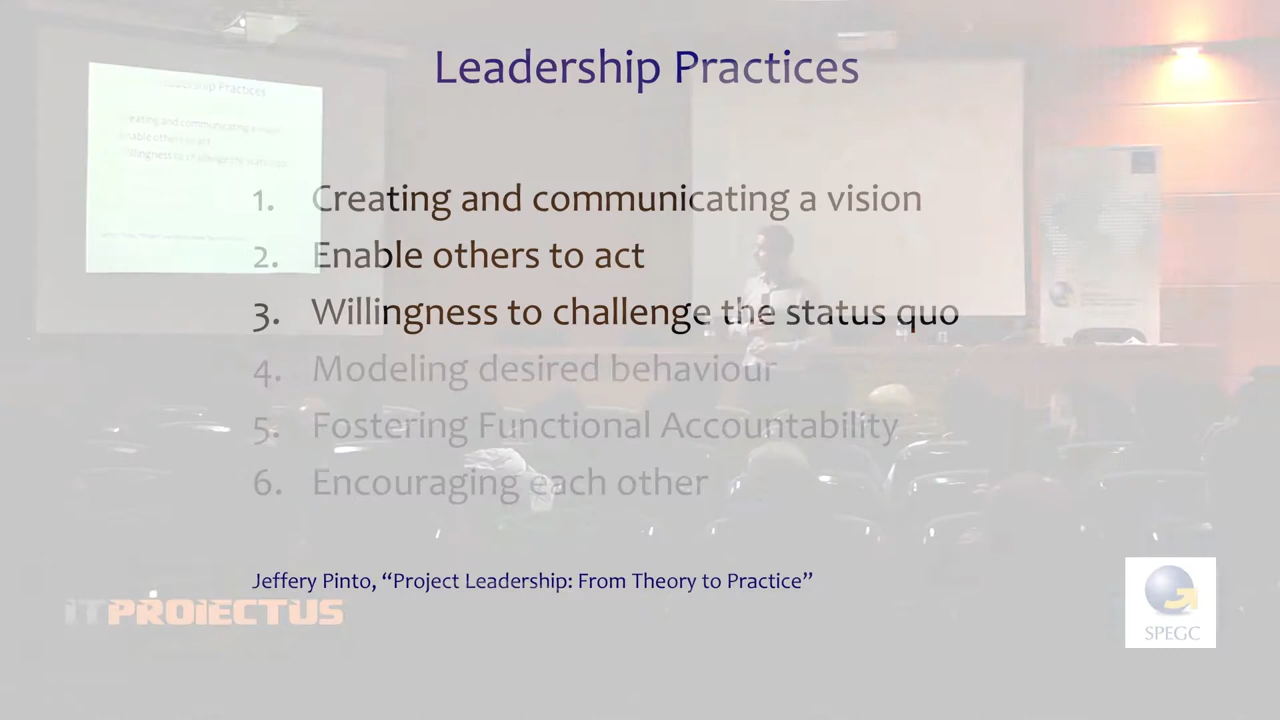 Leadership Practices
1. Creating and communicating a vision
2. Enable others to act
3. Willingness to challenge the status quo
4. Modeling desired behaviour
5. Fostering Functional Accountability
6. Encouraging each other
Jeffery Pinto, “Project Leadership: From Theory to Practice”
iTPROiECTUS
SPEGC